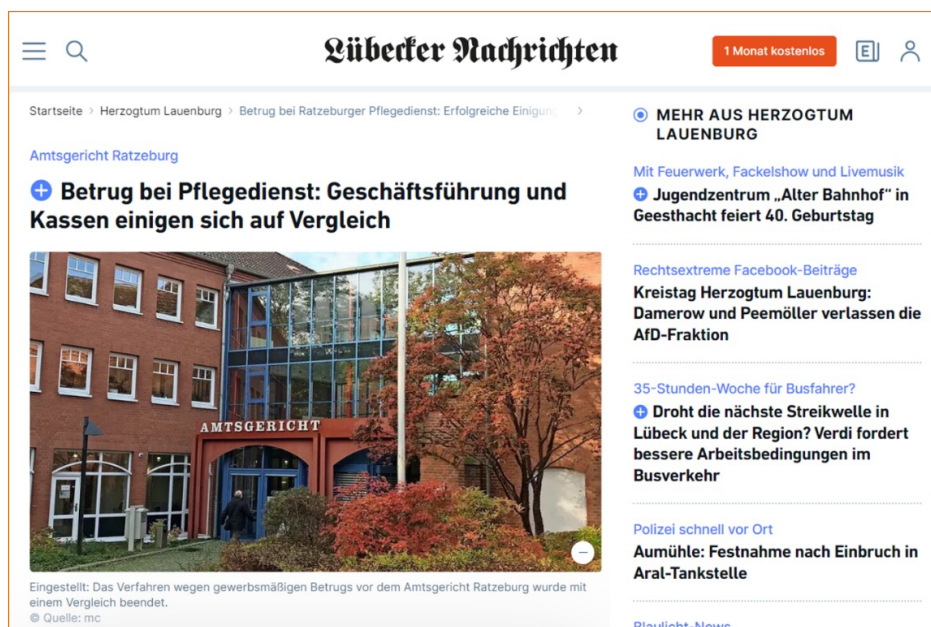 Lübecker Nachrichten
1 Monat kostenlos
E
Startseite > Herzogtum Lauenburg > Betrug bei Ratzeburger Pflegedienst: Erfolgreiche Einigung >
Amtsgericht Ratzeburg
Betrug bei Pflegedienst: Geschäftsführung und
Kassen einigen sich auf Vergleich
AMTSGERICHT
Eingestellt: Das Verfahren wegen gewerbsmäßigen Betrugs vor dem Amtsgericht Ratzeburg wurde mit
einem Vergleich beendet.
© Quelle: mc
MEHR AUS HERZOGTUM
LAUENBURG
Mit Feuerwerk, Fackelshow und Livemusik
Jugendzentrum „Alter Bahnhof“ in
Geesthacht feiert 40. Geburtstag
Rechtsextreme Facebook-Beiträge
Kreistag Herzogtum Lauenburg:
Damerow und Peemöller verlassen die
AfD-Fraktion
35-Stunden-Woche für Busfahrer?
Droht die nächste Streikwelle in
Lübeck und der Region? Verdi fordert
bessere Arbeitsbedingungen im
Busverkehr
Polizei schnell vor Ort
Aumühle: Festnahme nach Einbruch in
Aral-Tankstelle
Blaulicht-News